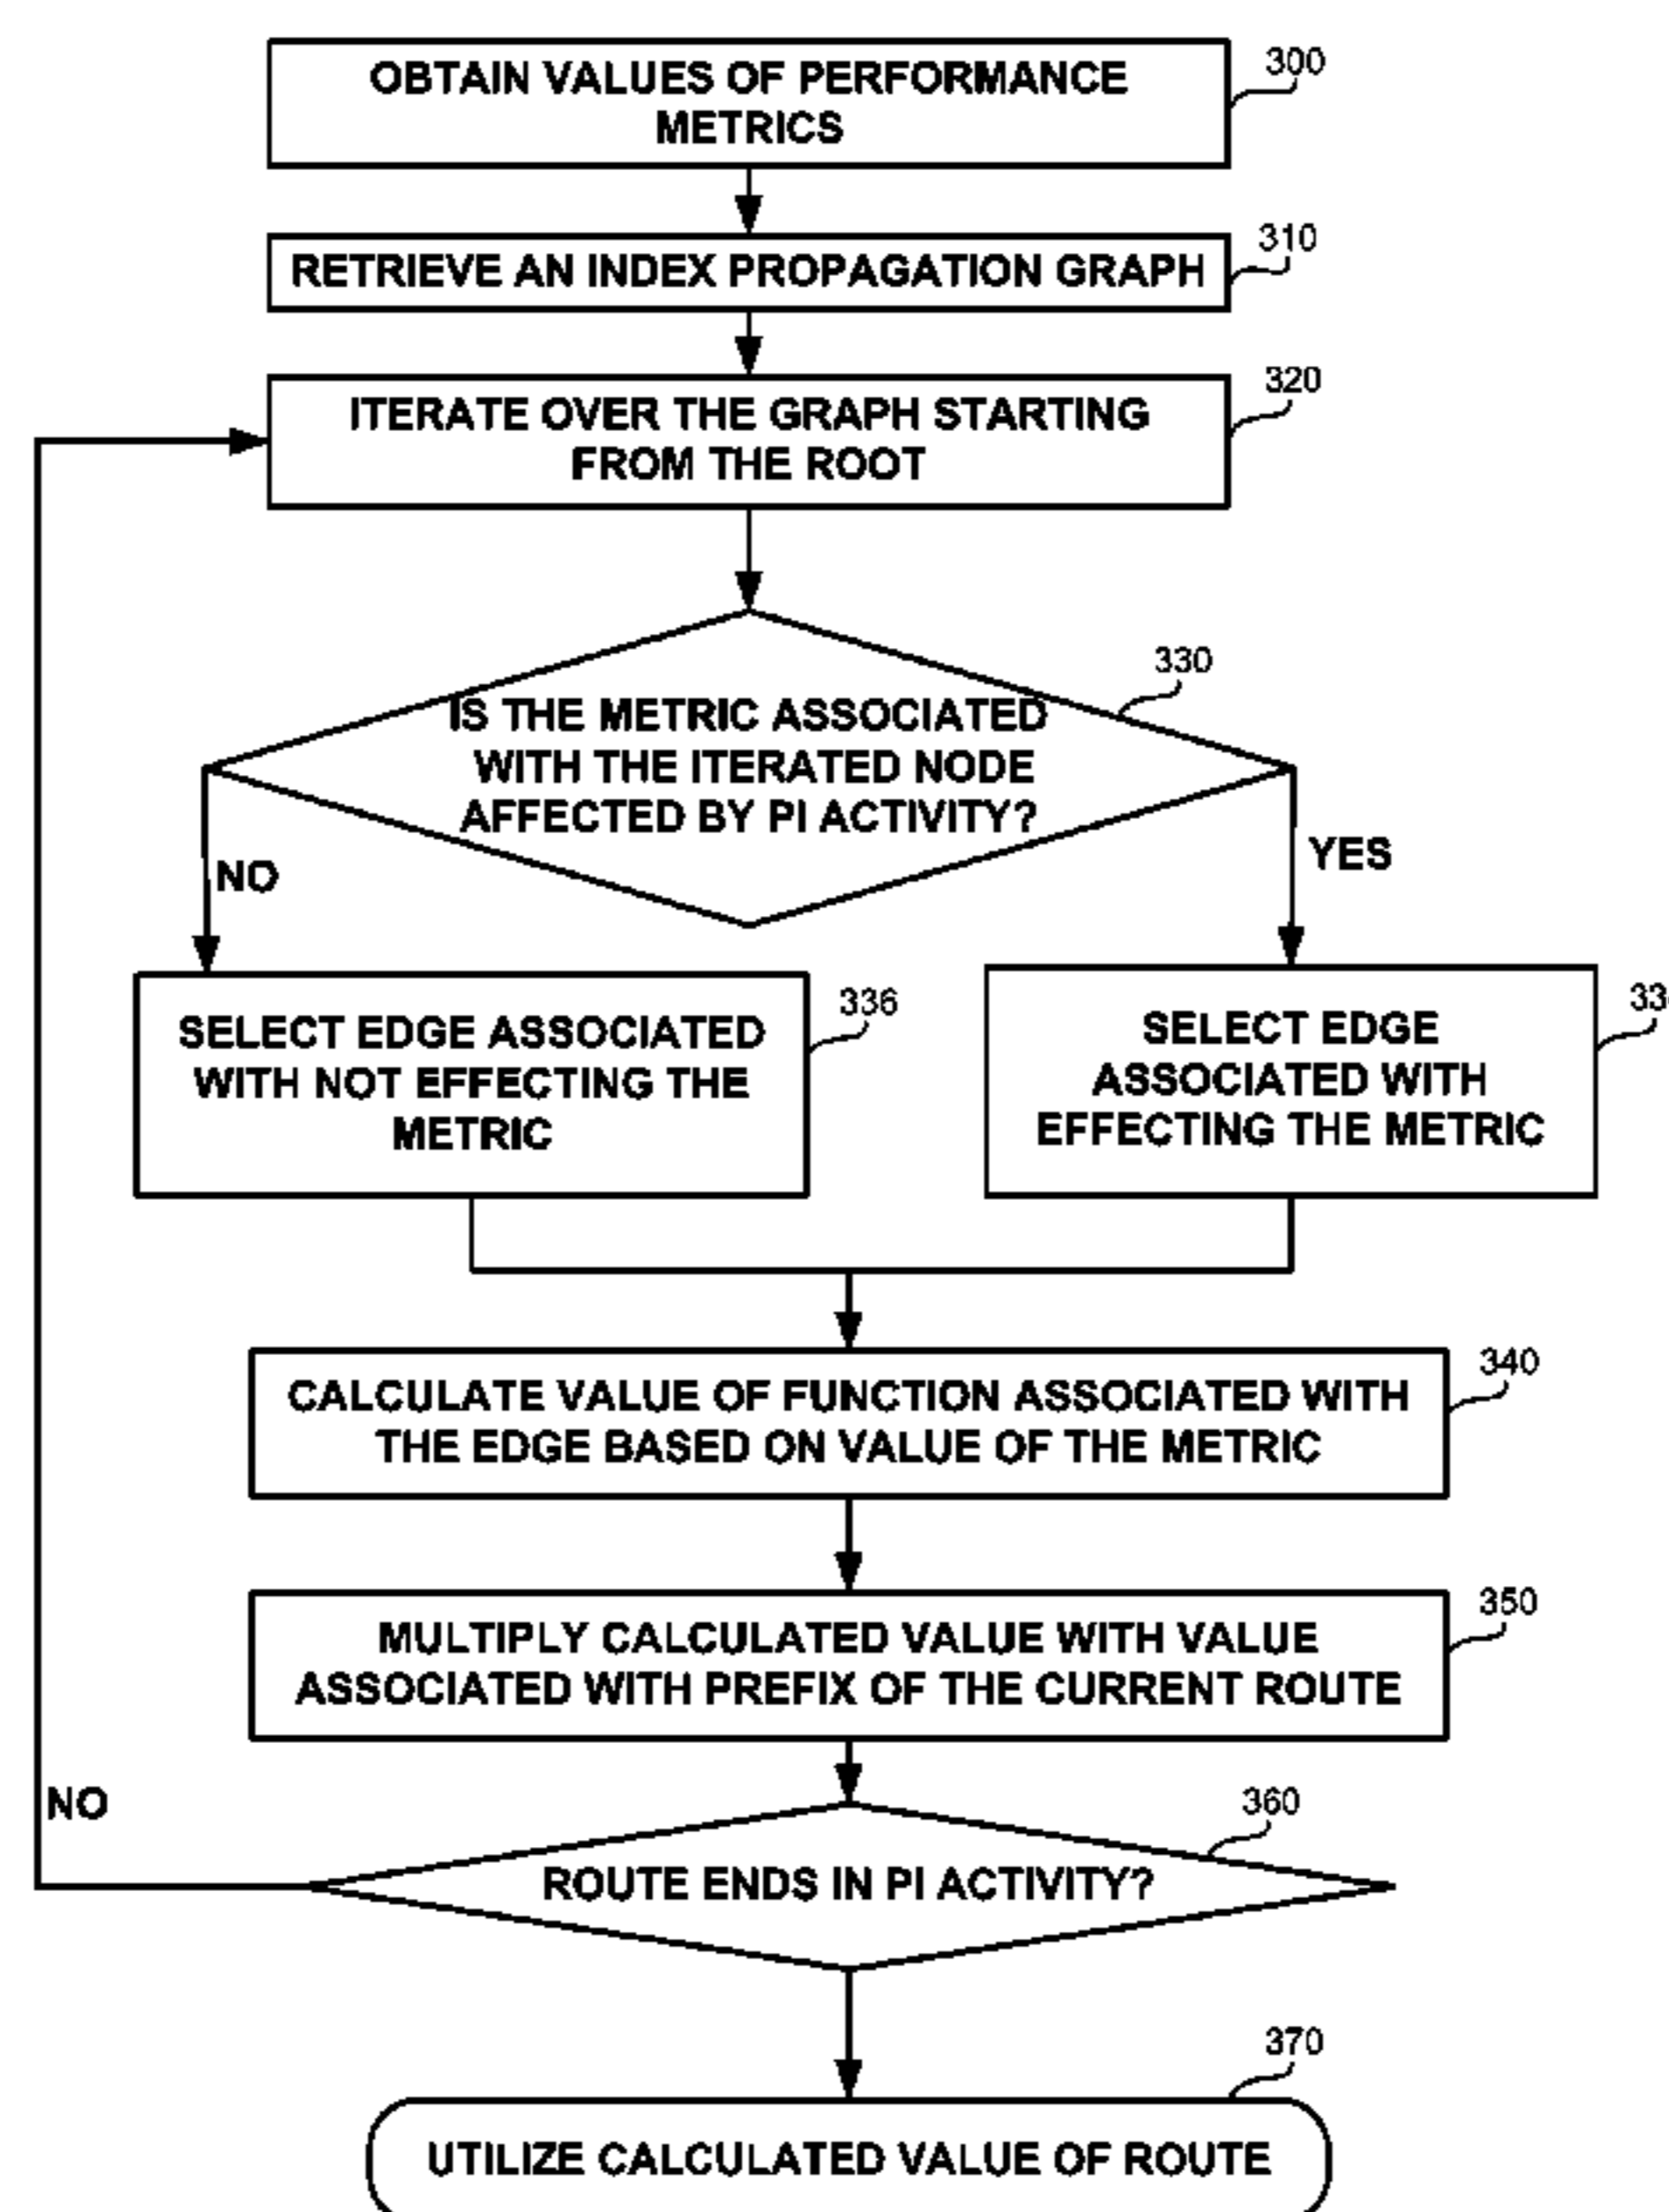 OBTAIN VALUES OF PERFORMANCE
METRICS
300
RETRIEVE AN INDEX PROPAGATION GRAPH
310
ITERATE OVER THE GRAPH STARTING
FROM THE ROOT
320
IS THE METRIC ASSOCIATED
WITH THE ITERATED NODE
AFFECTED BY PI ACTIVITY?
330
NO
YES
SELECT EDGE ASSOCIATED
WITH NOT EFFECTING THE
METRIC
336
SELECT EDGE
ASSOCIATED WITH
EFFECTING THE METRIC
CALCULATE VALUE OF FUNCTION ASSOCIATED WITH
THE EDGE BASED ON VALUE OF THE METRIC
340
MULTIPLY CALCULATED VALUE WITH VALUE
ASSOCIATED WITH PREFIX OF THE CURRENT ROUTE
350
NO
ROUTE ENDS IN PI ACTIVITY?
360
UTILIZE CALCULATED VALUE OF ROUTE
370